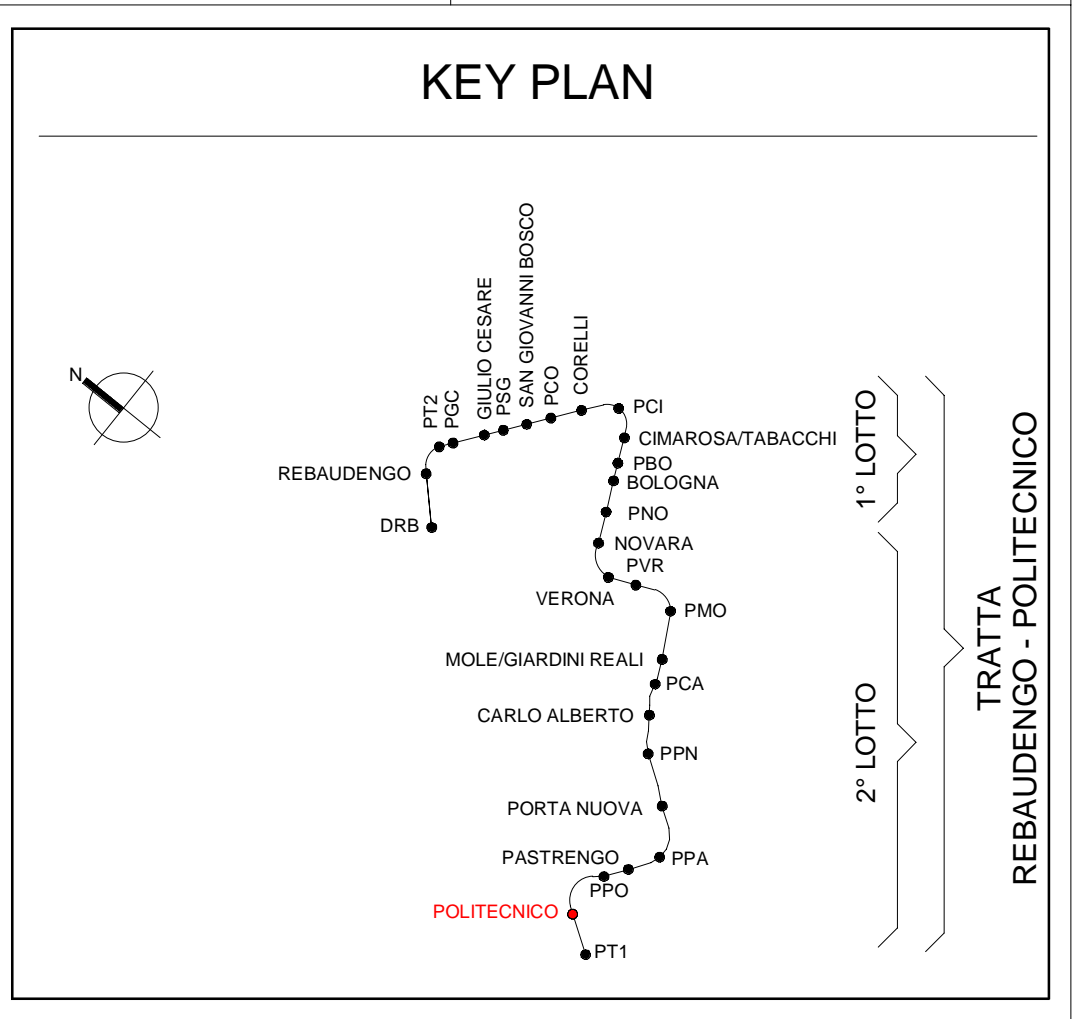 KEY PLAN
N
PT2
PGC
GIULIO CESARE
PSG
SAN GIOVANNI BOSCO
PCO
CORELLI
PCI
CIMAROSA/TABACCHI
REBAUDENGO
PBO
BOLOGNA
DRB
PNO
NOVARA
PVR
VERONA
PMO
MOLE/GIARDINI REALI
PCA
CARLO ALBERTO
PPN
PORTA NUOVA
PASTRENGO
PPA
PPO
POLITECNICO
PT1
1° LOTTO
2° LOTTO
TRATTA
REBAUDENGO - POLITECNICO